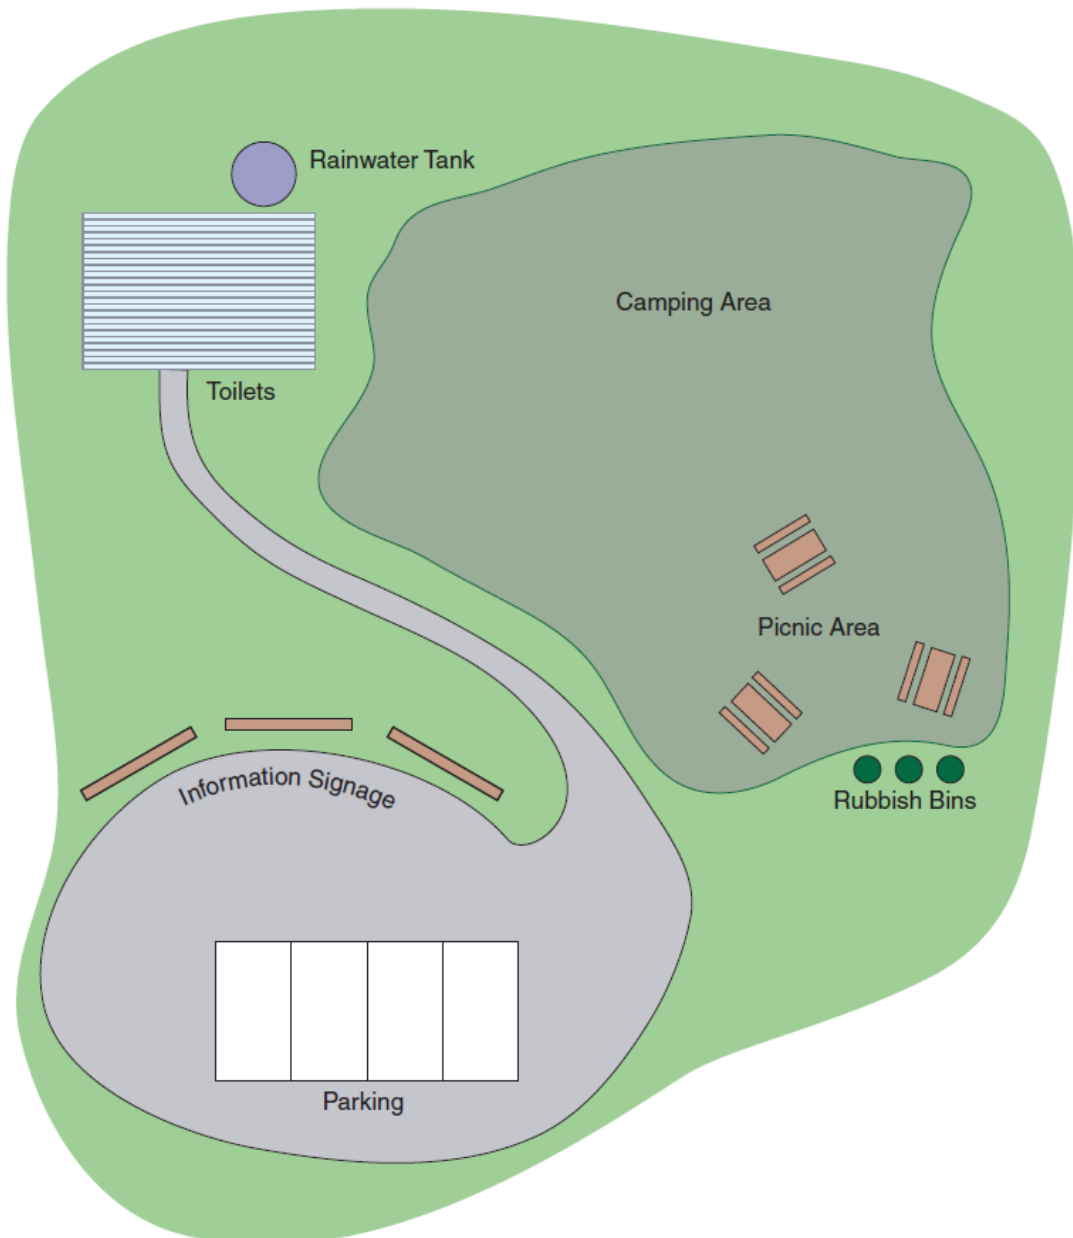 Rainwater Tank
Camping Area
Toilets
Picnic Area
Information Signage
Rubbish Bins
Parking